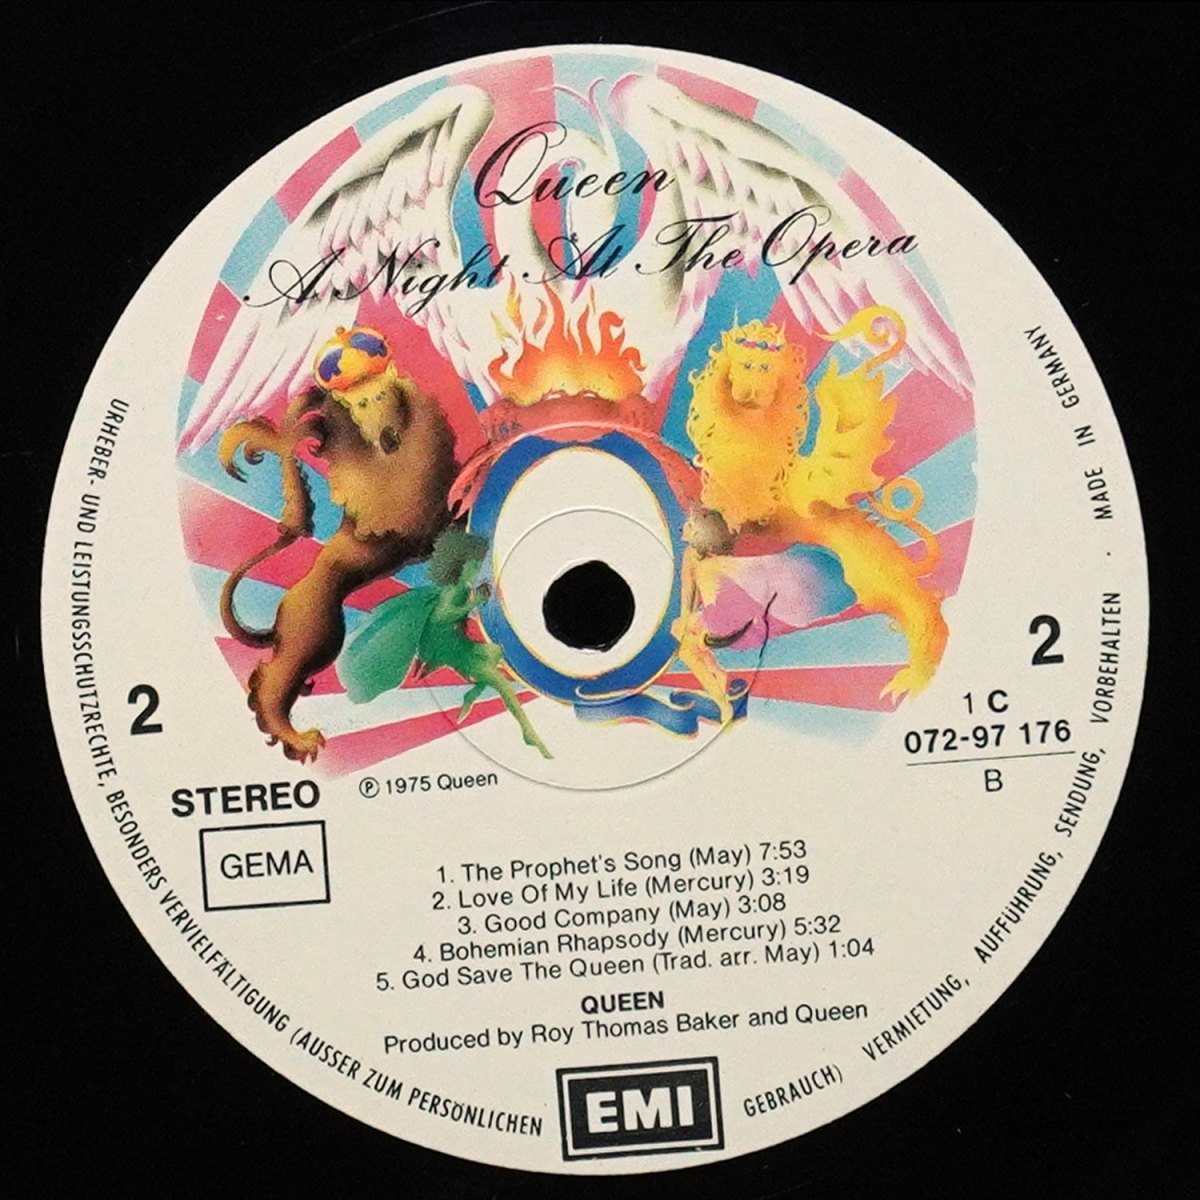 Queen
A Night At The Opera
2
2
1 C
072-97 176
B
STEREO
GEMA
℗ 1975 Queen
1. The Prophet's Song (May) 7:53
2. Love Of My Life (Mercury) 3:19
3. Good Company (May) 3:08
4. Bohemian Rhapsody (Mercury) 5:32
5. God Save The Queen (Trad. arr. May) 1:04
QUEEN
Produced by Roy Thomas Baker and Queen
EMI
URHEBER- UND LEISTUNGSSCHUTZRECHTE, BESONDERS VERVIELFÄLTIGUNG (AUSSER ZUM PERSÖNLICHEN GEBRAUCH) VERMIETUNG, AUFFÜHRUNG, SENDUNG, VORBEHALTEN · MADE IN GERMANY